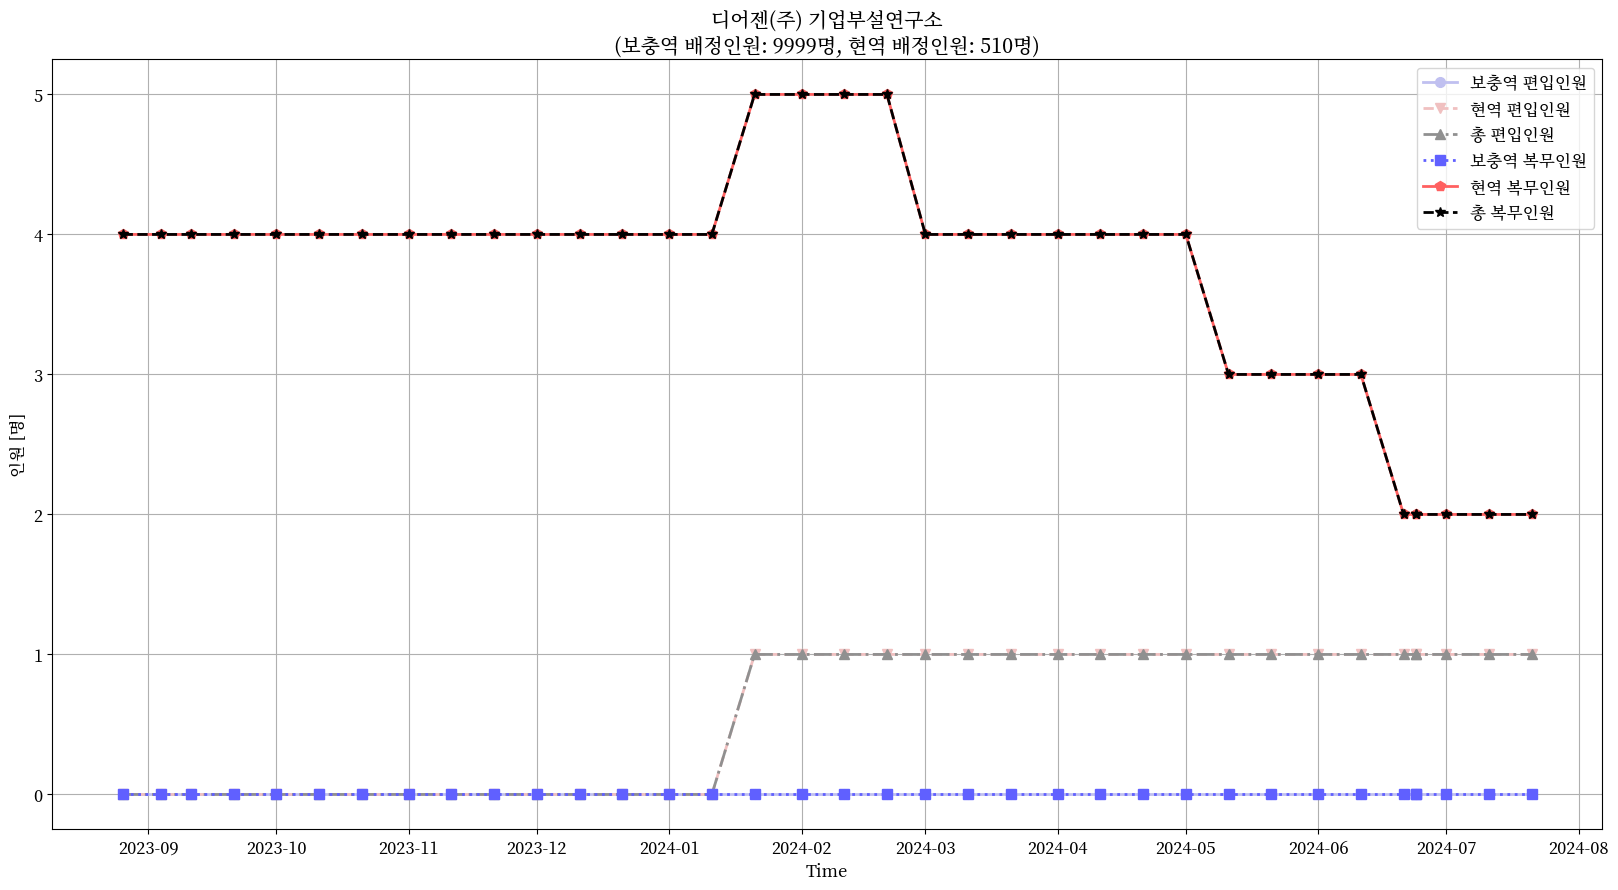 디어젠(주) 기업부설연구소
(보충역 배정인원: 9999명, 현역 배정인원: 510명)
보충역 편입인원
현역 편입인원
총 편입인원
보충역 복무인원
현역 복무인원
총 복무인원
인원 [명]
5
4
3
2
1
0
2023-09
2023-10
2023-11
2023-12
2024-01
2024-02
2024-03
2024-04
2024-05
2024-06
2024-07
2024-08
Time